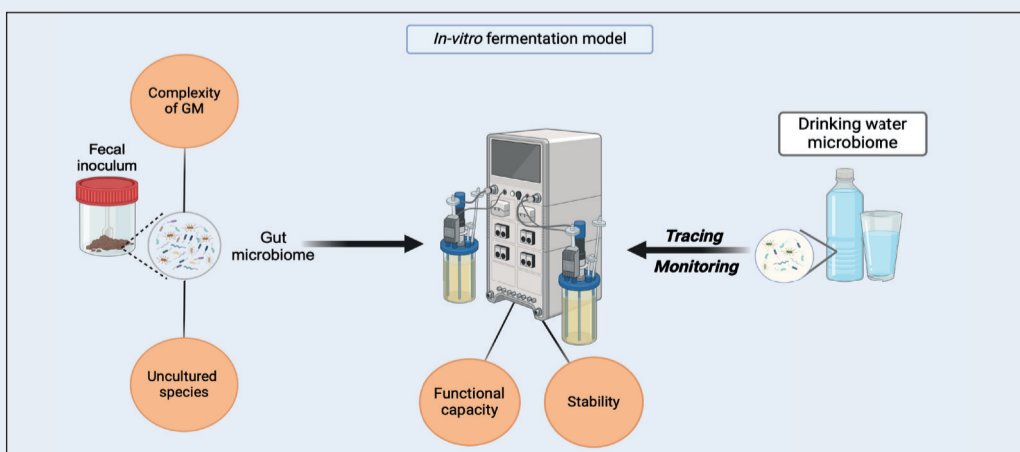 In-vitro fermentation model
Complexity
of GM
Fecal
inoculum
Gut
microbiome
Uncultured
species
Functional
capacity
Stability
Tracing
Monitoring
Drinking water
microbiome